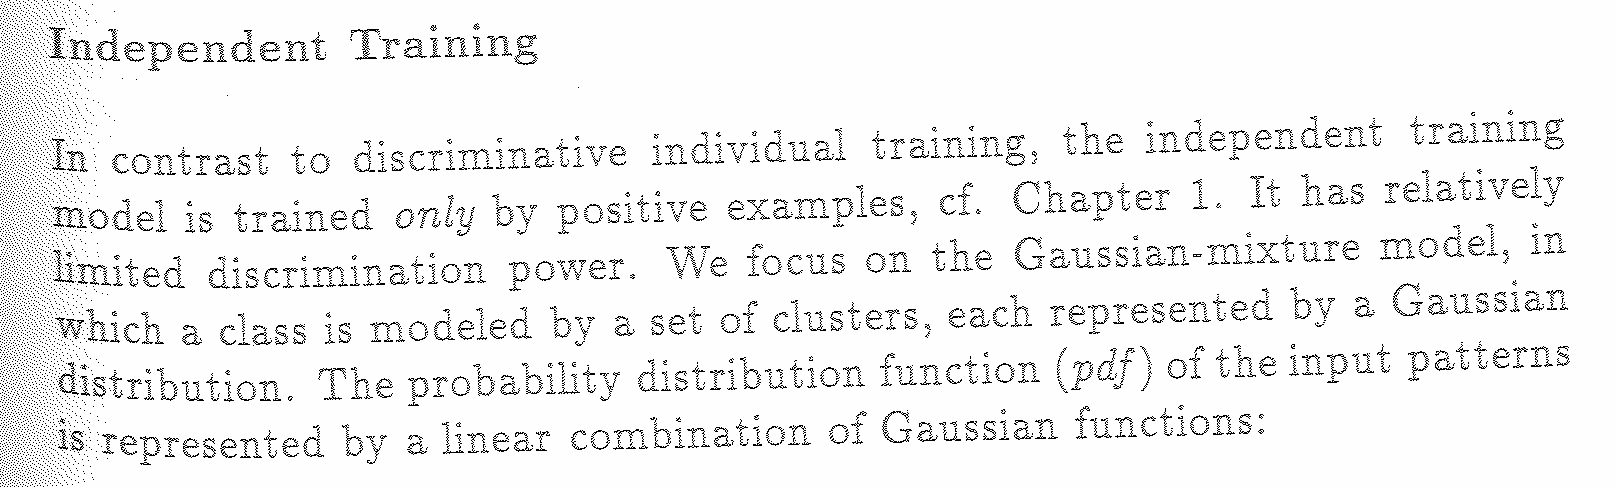 Independent Training
In contrast to discriminative individual training, the independent training
model is trained only by positive examples, cf. Chapter 1. It has relatively
limited discrimination power. We focus on the Gaussian-mixture model, in
which a class is modeled by a set of clusters, each represented by a Gaussian
distribution. The probability distribution function (pdf) of the input patterns
is represented by a linear combination of Gaussian functions: